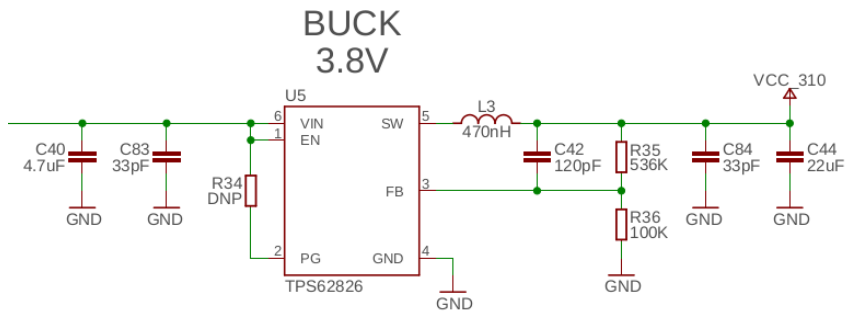 BUCK
3.8V
VCC_310
U5
L3
6
VIN
SW
5
1
EN
470nH
C40
4.7uF
C83
33pF
C42
120pF
R35
536K
C84
33pF
C44
22uF
R34
DNP
FB
3
R36
100K
GND
GND
GND
GND
2
PG
GND
4
TPS62826
GND
GND